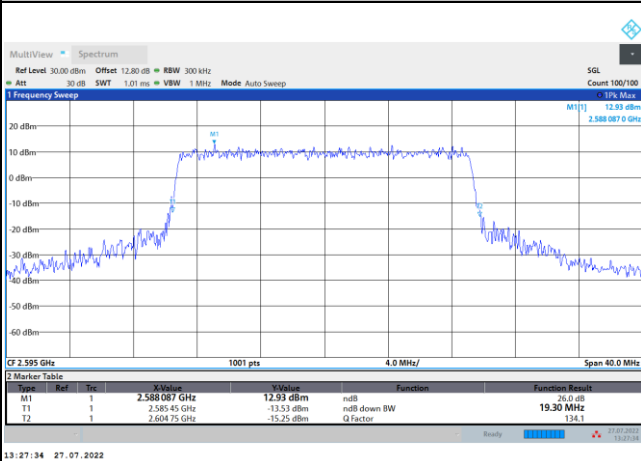 MultiView Spectrum
Ref Level 30.00 dBm Offset 12.80 dB RBW 300 kHz SGL
Att 30 dB SWT 1.01 ms VBW 1 MHz Mode Auto Sweep Count 100/100
1 Frequency Sweep 1Pk Max
M1[1] 12.93 dBm
2.588 087 0 GHz
20 dBm
M1
10 dBm
0 dBm
-10 dBm
-20 dBm
-30 dBm
-40 dBm
-50 dBm
-60 dBm
CF 2.595 GHz 1001 pts 4.0 MHz/ Span 40.0 MHz
2 Marker Table
Type Ref Trc X-Value Y-Value Function Function Result
M1 1 2.588 087 GHz 12.93 dBm ndB 26.0 dB
T1 1 2.585 45 GHz -13.53 dBm ndB down BW 19.30 MHz
T2 1 2.604 75 GHz -15.25 dBm Q Factor 134.1
Ready 27.07.2022
13:27:34
13:27:34 27.07.2022